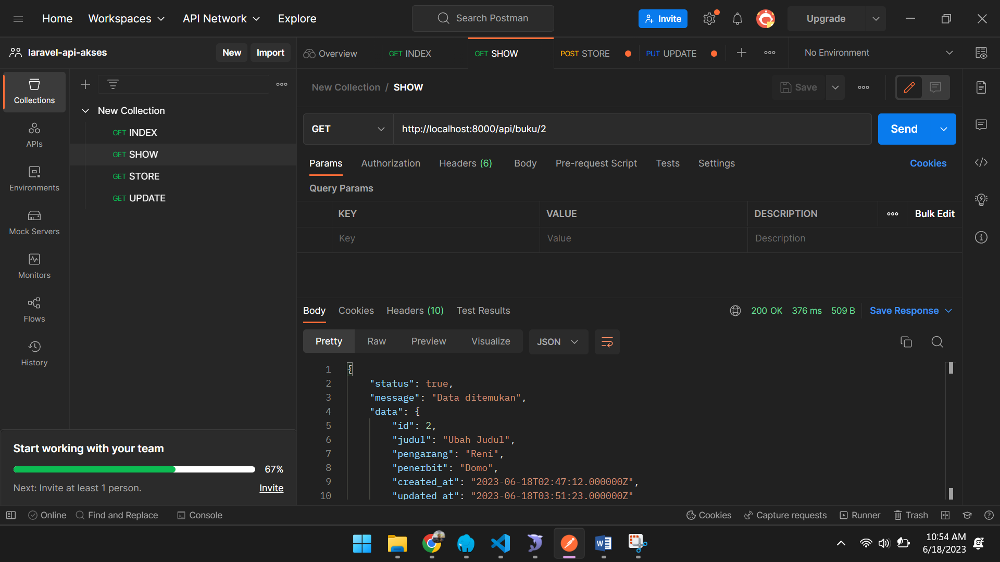 Home Workspaces API Network Explore Search Postman Invite Upgrade
laravel-api-akses New Import Overview GET INDEX GET SHOW POST STORE PUT UPDATE No Environment
Collections
APIs
Environments
Mock Servers
Monitors
Flows
History
New Collection
GET INDEX
GET SHOW
GET STORE
GET UPDATE
New Collection / SHOW Save
GET http://localhost:8000/api/buku/2 Send
Params Authorization Headers (6) Body Pre-request Script Tests Settings Cookies
Query Params
KEY VALUE DESCRIPTION Bulk Edit
Key Value Description
Body Cookies Headers (10) Test Results 200 OK 376 ms 509 B Save Response
Pretty Raw Preview Visualize JSON
1 {
2 "status": true,
3 "message": "Data ditemukan",
4 "data": {
5 "id": 2,
6 "judul": "Ubah Judul",
7 "pengarang": "Reni",
8 "penerbit": "Domo",
9 "created_at": "2023-06-18T02:47:12.000000Z",
10 "updated_at": "2023-06-18T03:51:23.000000Z"
Start working with your team
67%
Next: Invite at least 1 person. Invite
Online Find and Replace Console Cookies Capture requests Runner Trash
10:54 AM
6/18/2023